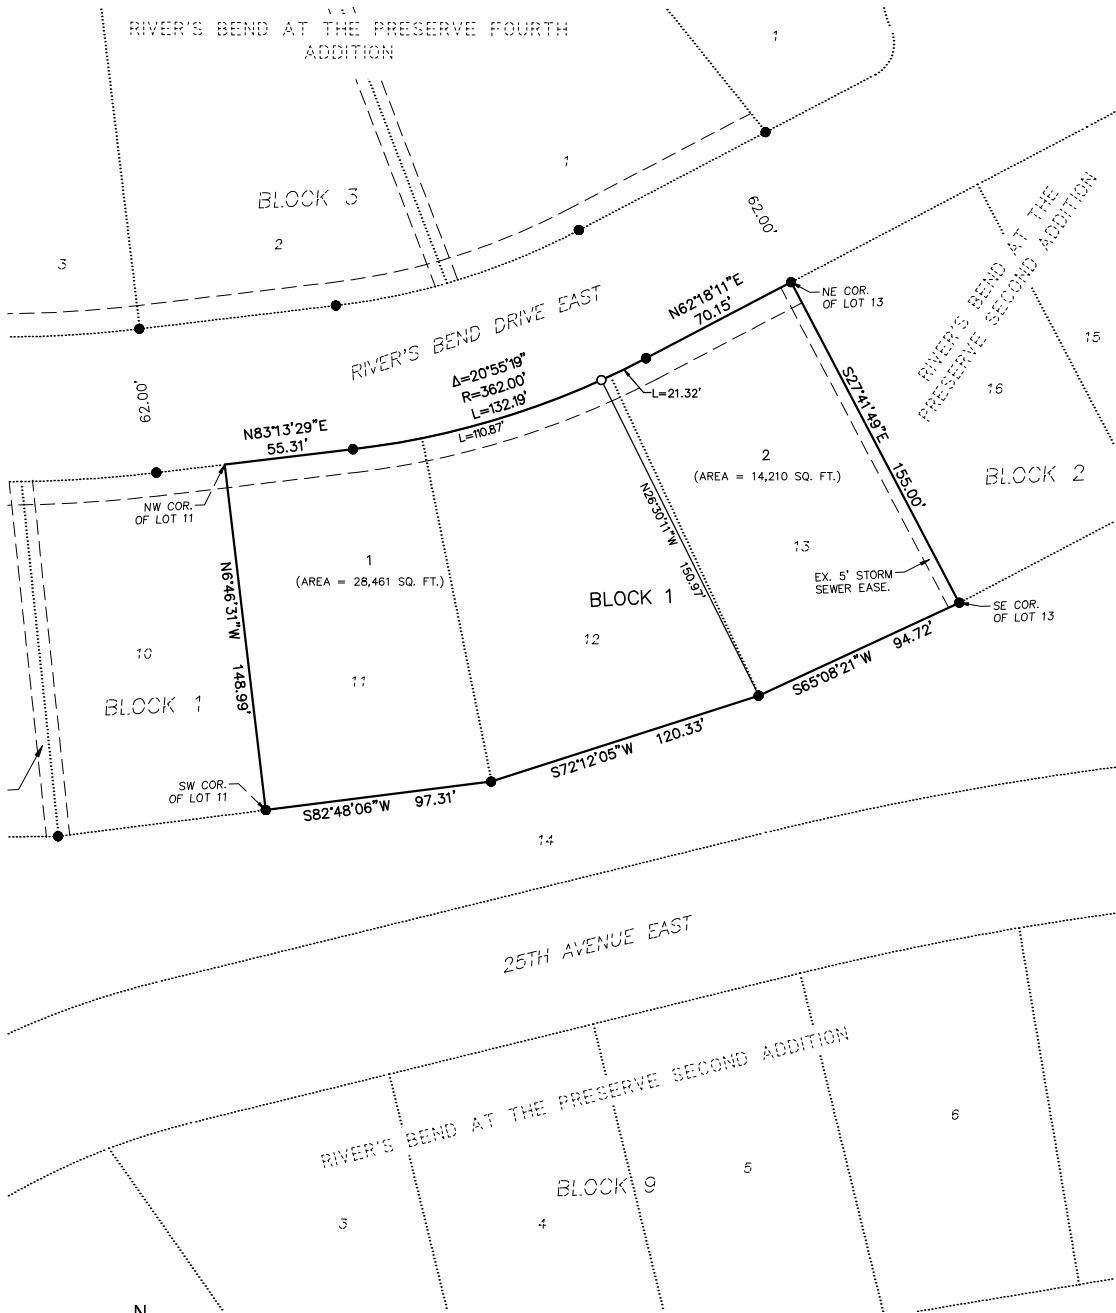 RIVER'S BEND AT THE PRESERVE FOURTH
ADDITION
1
1
BLOCK 3
2
3
62.00'
RIVER'S BEND AT THE
PRESERVE SECOND ADDITION
N62°18'11"E
70.15'
NE COR.
OF LOT 13
RIVER'S BEND DRIVE EAST
15
16
BLOCK 2
62.00'
Δ=20°55'19"
R=362.00'
L=132.19'
L=110.87'
L=21.32'
N83°13'29"E
55.31'
S27°41'49"E 155.00'
NW COR.
OF LOT 11
2
(AREA = 14,210 SQ. FT.)
N26°30'11"W 150.97'
13
1
(AREA = 28,461 SQ. FT.)
EX. 5' STORM
SEWER EASE.
N6°46'31"W 148.99'
BLOCK 1
SE COR.
OF LOT 13
12
10
BLOCK 1
11
S65°08'21"W 94.72'
S72°12'05"W 120.33'
SW COR.
OF LOT 11
S82°48'06"W 97.31'
14
25TH AVENUE EAST
RIVER'S BEND AT THE PRESERVE SECOND ADDITION
6
5
BLOCK 9
3
4
N